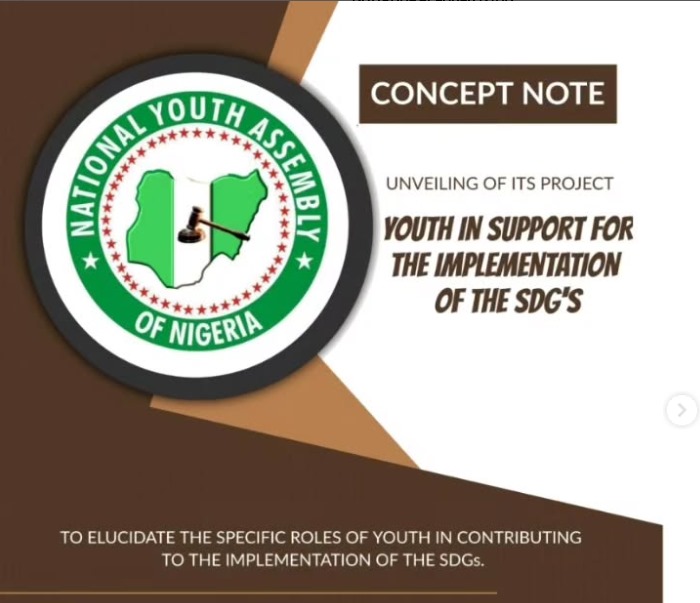 NATIONAL YOUTH ASSEMBLY
OF NIGERIA
CONCEPT NOTE
UNVEILING OF ITS PROJECT
YOUTH IN SUPPORT FOR
THE IMPLEMENTATION
OF THE SDG'S
TO ELUCIDATE THE SPECIFIC ROLES OF YOUTH IN CONTRIBUTING
TO THE IMPLEMENTATION OF THE SDGs.